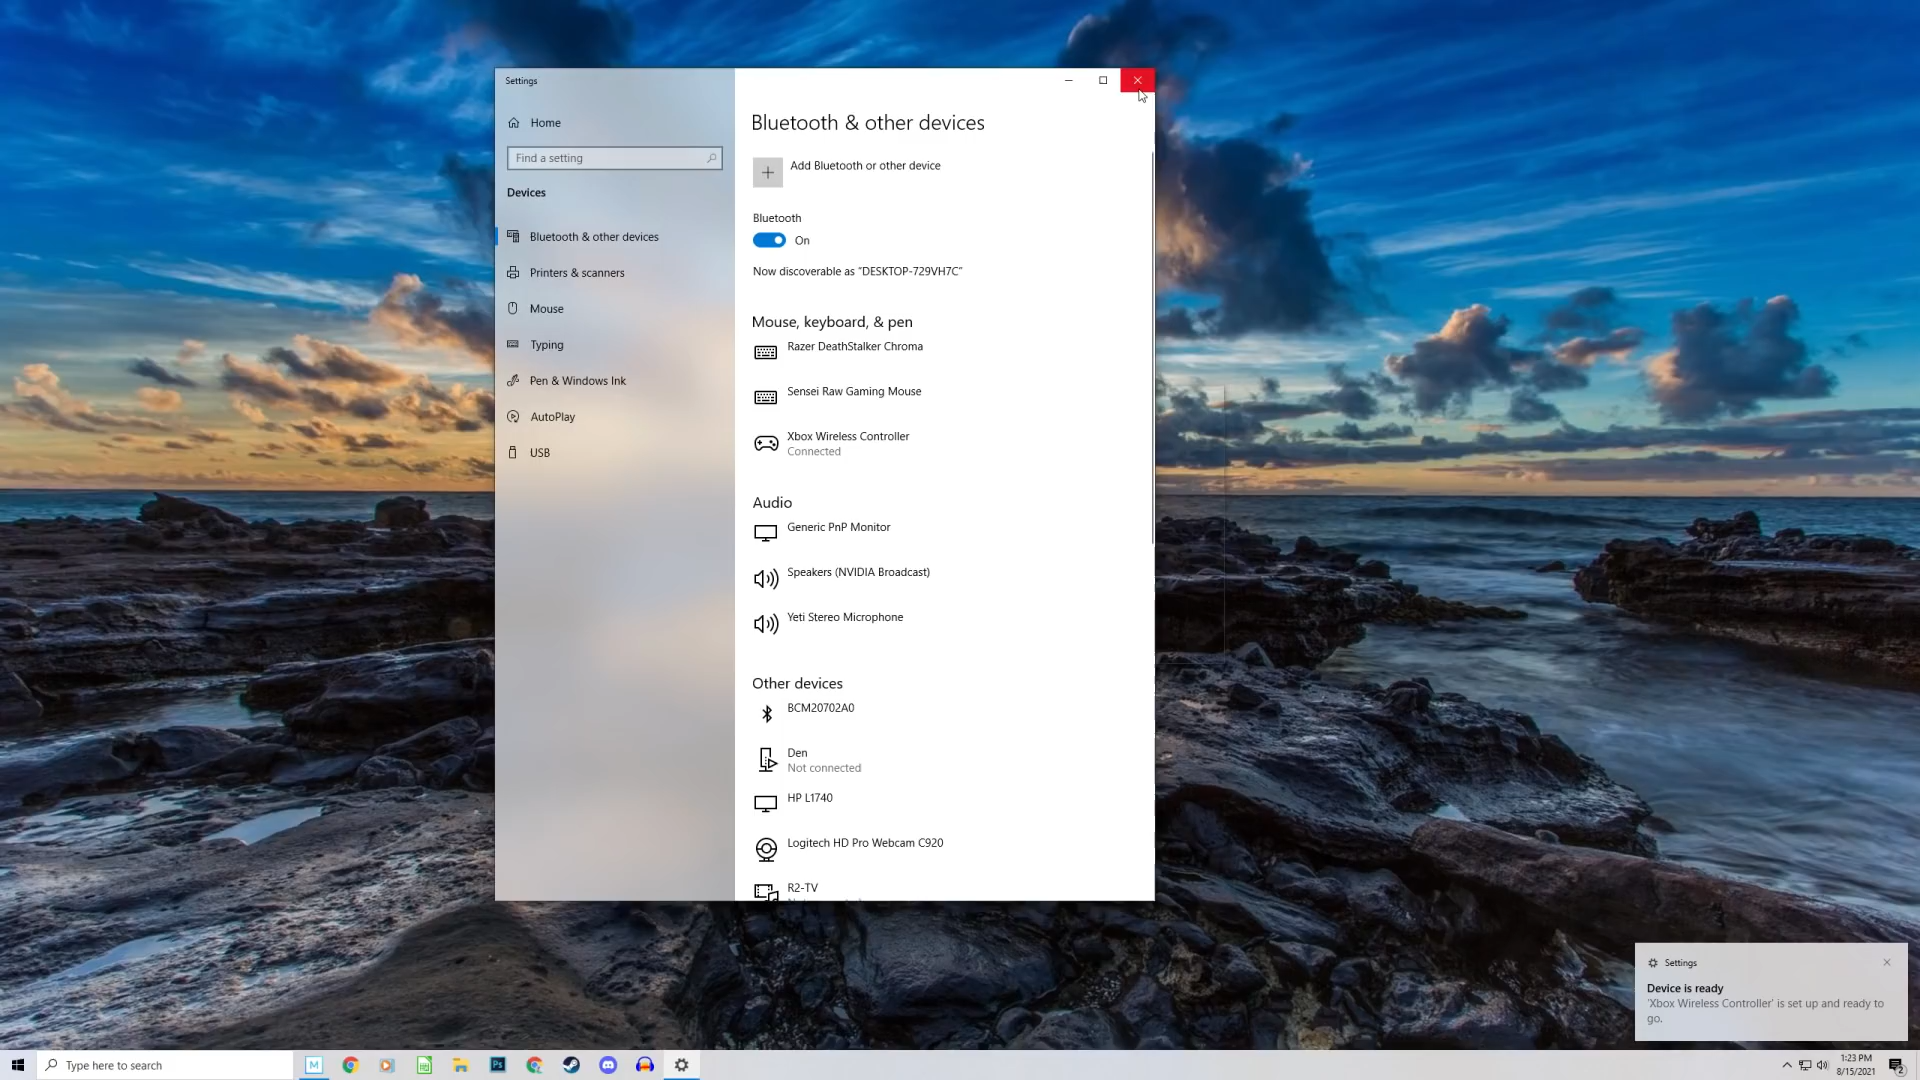 Settings
Home
Find a setting
Devices
Bluetooth & other devices
Printers & scanners
Mouse
Typing
Pen & Windows Ink
AutoPlay
USB
Bluetooth & other devices
Add Bluetooth or other device
Bluetooth
On
Now discoverable as “DESKTOP-729VH7C”
Mouse, keyboard, & pen
Razer DeathStalker Chroma
Sensei Raw Gaming Mouse
Xbox Wireless Controller
Connected
Audio
Generic PnP Monitor
Speakers (NVIDIA Broadcast)
Yeti Stereo Microphone
Other devices
BCM20702A0
Den
Not connected
HP L1740
Logitech HD Pro Webcam C920
R2-TV
Settings
Device is ready
'Xbox Wireless Controller' is set up and ready to
go.
Type here to search
M
Ps
1:23 PM
8/15/2021
2